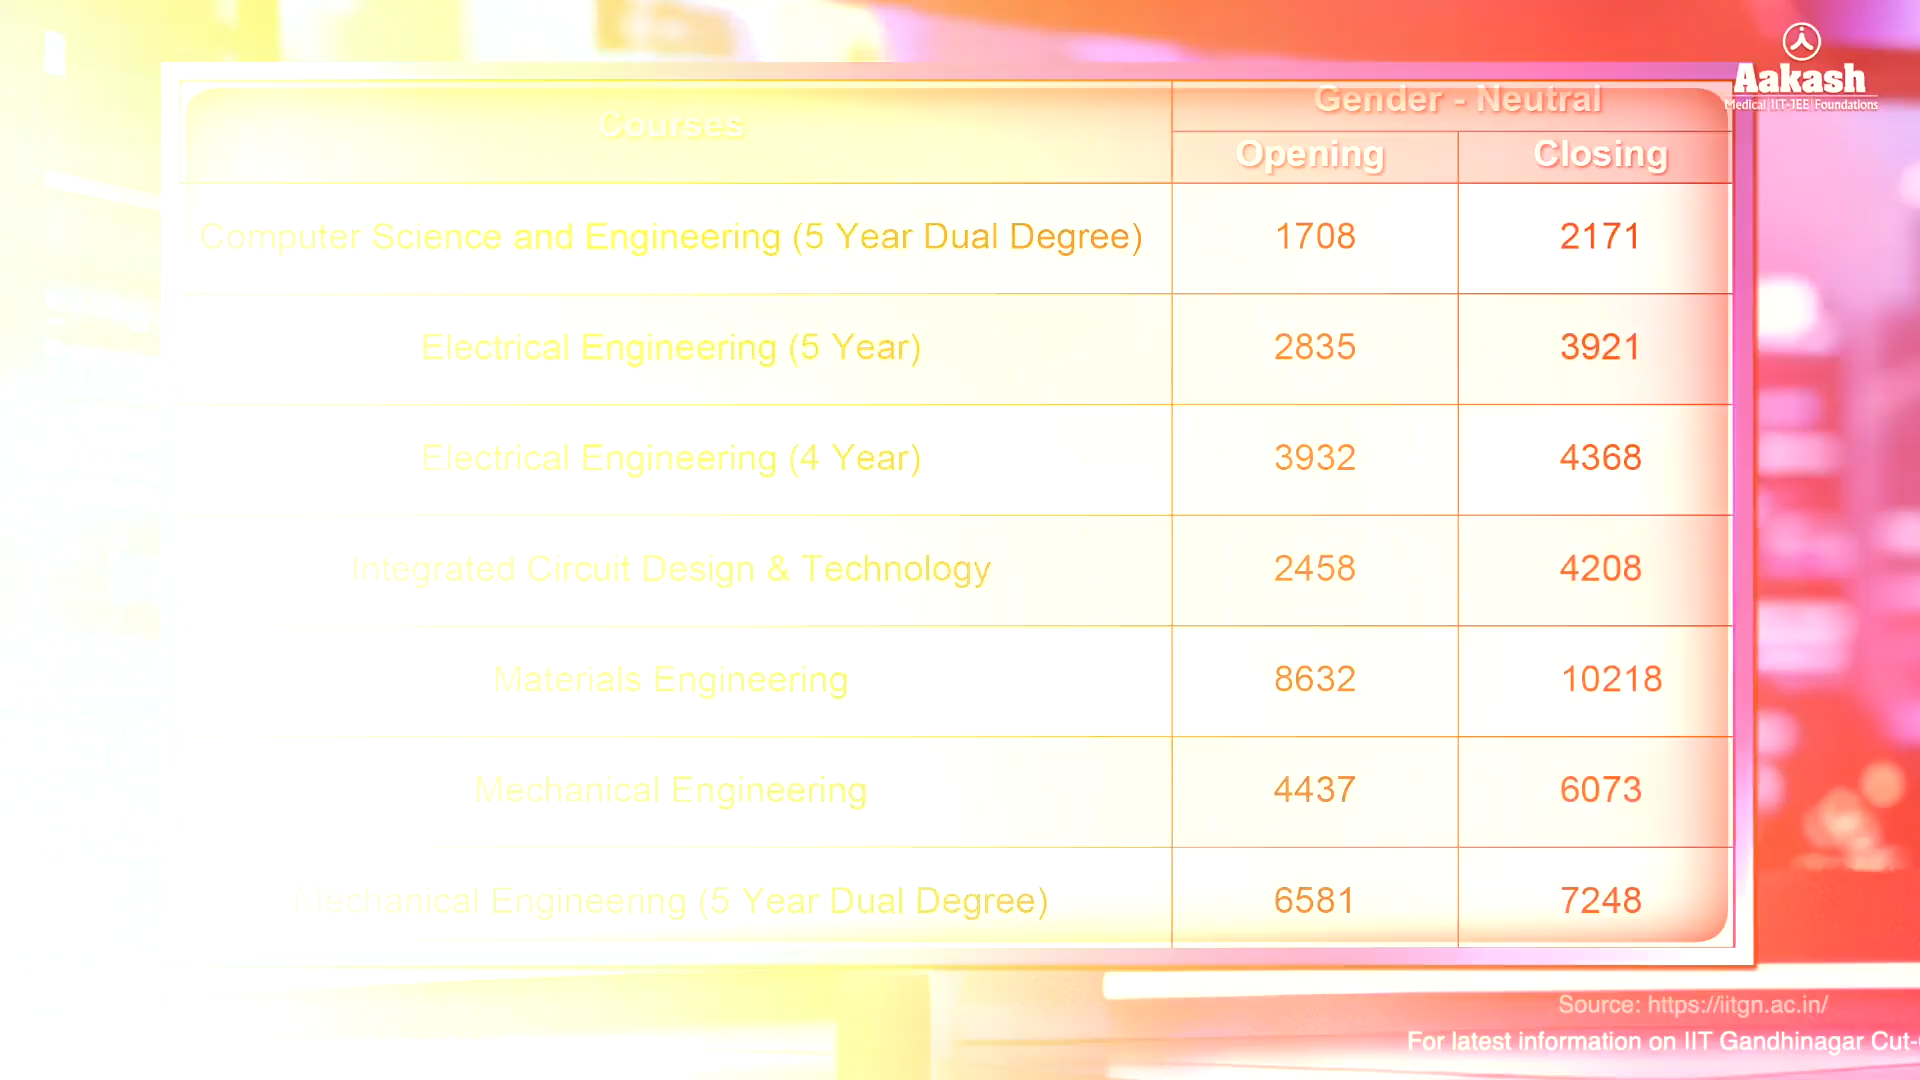 Aakash
Medical|IIT-JEE|Foundations
Courses
Gender - Neutral
Opening
Closing
Computer Science and Engineering (5 Year Dual Degree) 1708 2171
Electrical Engineering (5 Year) 2835 3921
Electrical Engineering (4 Year) 3932 4368
Integrated Circuit Design & Technology 2458 4208
Materials Engineering 8632 10218
Mechanical Engineering 4437 6073
Mechanical Engineering (5 Year Dual Degree) 6581 7248
Source: https://iitgn.ac.in/
For latest information on IIT Gandhinagar Cut-